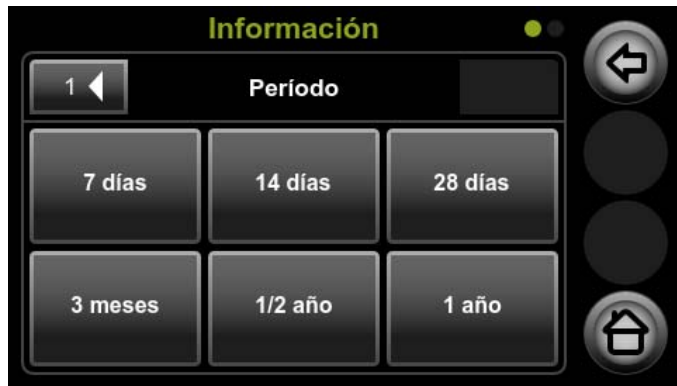 Información
1 Período
7 días 14 días 28 días
3 meses 1/2 año 1 año